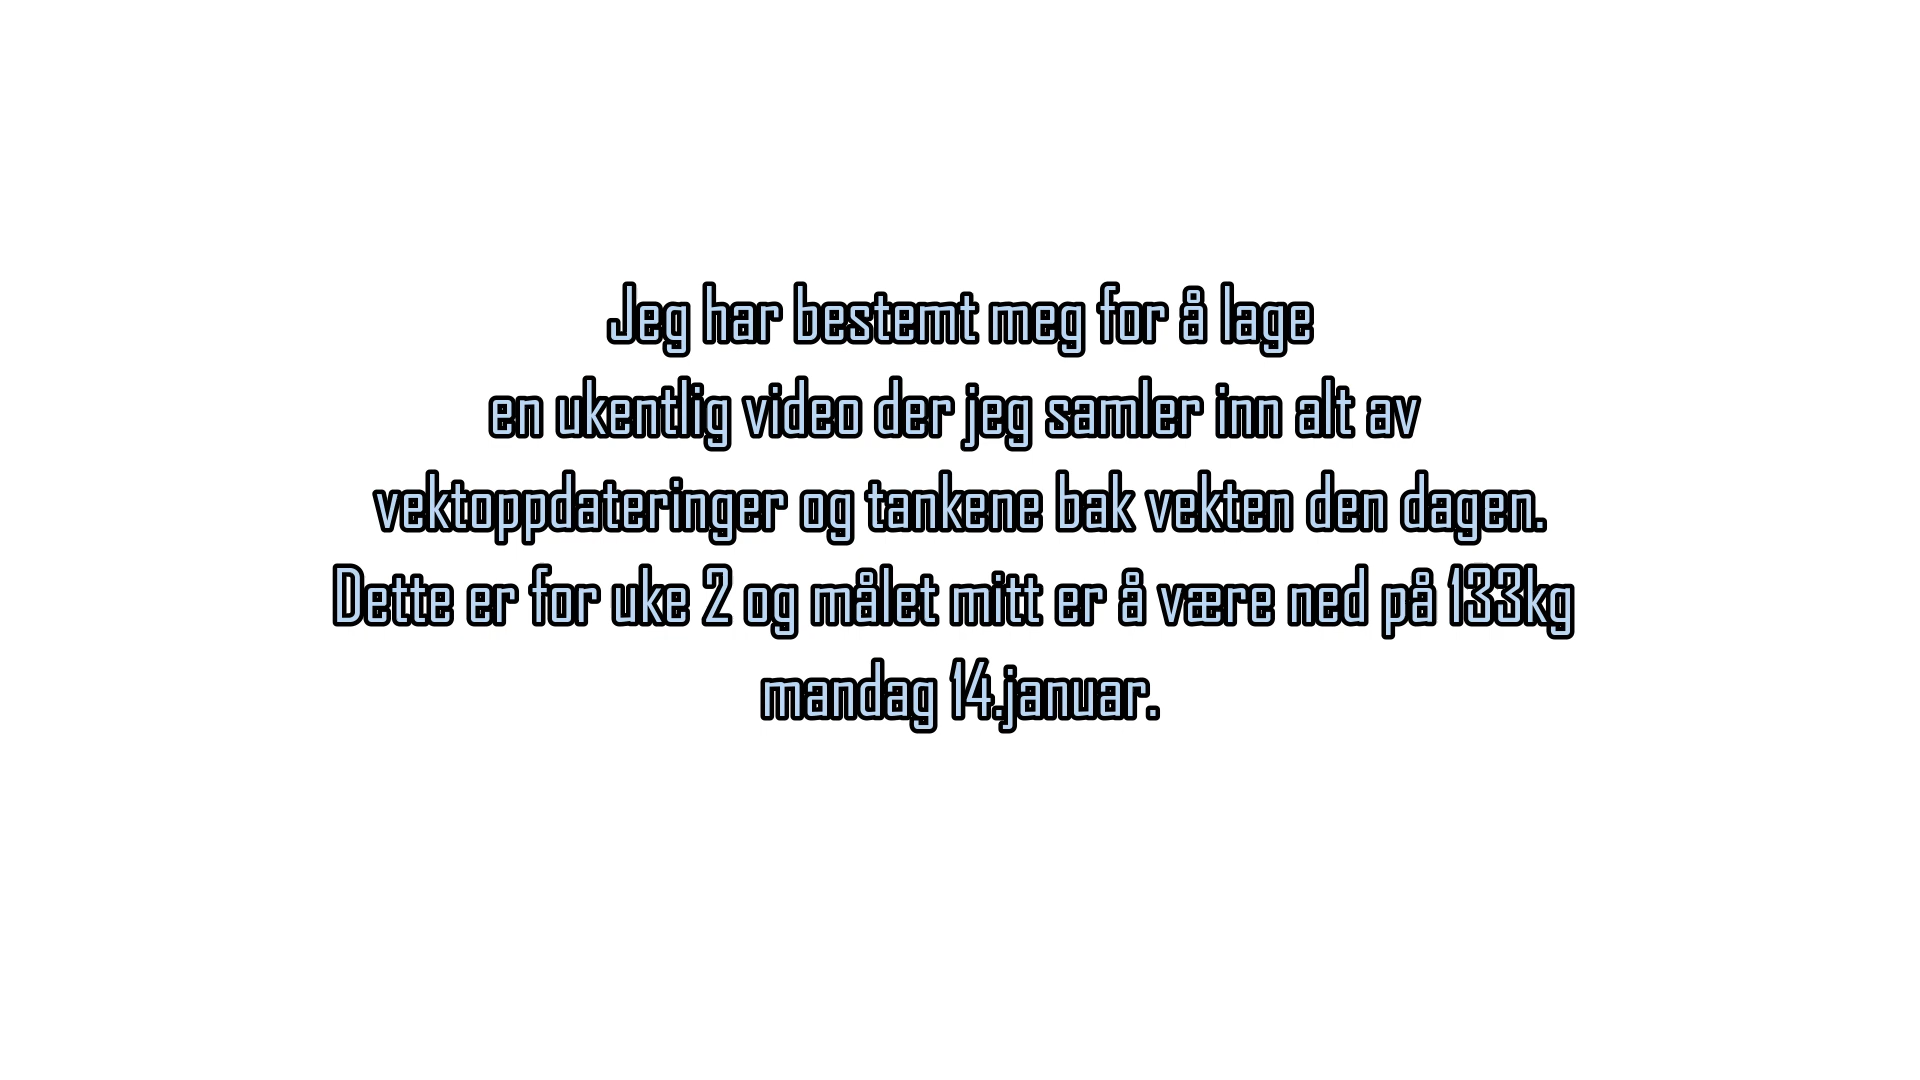 Jeg har bestemt meg for å lage
en ukentlig video der jeg samler inn alt av
vektoppdateringer og tankene bak vekten den dagen.
Dette er for uke 2 og målet mitt er å være ned på 133kg
mandag 14.januar.